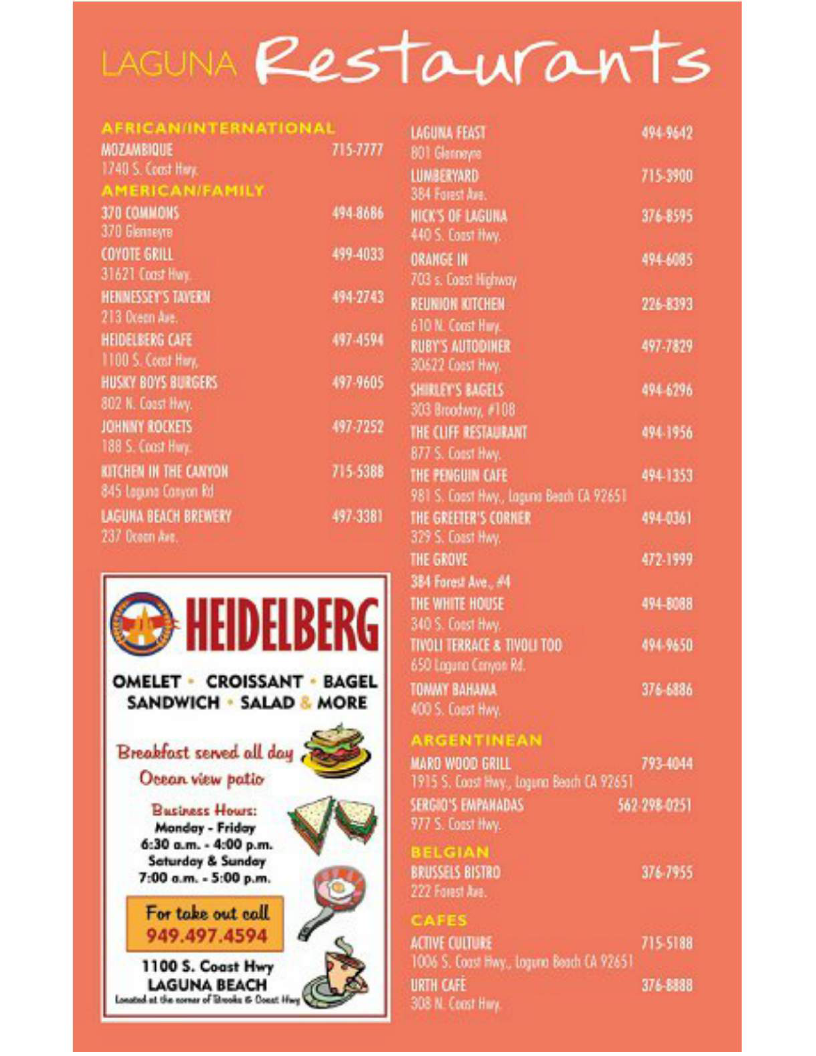 LAGUNA Restaurants
AFRICAN/INTERNATIONAL
MOZAMBIQUE 715-7777
1740 S. Coast Hwy.
AMERICAN/FAMILY
370 COMMONS 494-8686
370 Glenneyre
COYOTE GRILL 499-4033
31621 Coast Hwy.
HENNESSEY'S TAVERN 494-2743
213 Ocean Ave.
HEIDELBERG CAFE 497-4594
1100 S. Coast Hwy,
HUSKY BOYS BURGERS 497-9605
802 N. Coast Hwy.
JOHNNY ROCKETS 497-7252
188 S. Coast Hwy.
KITCHEN IN THE CANYON 715-5388
845 Laguna Canyon Rd
LAGUNA BEACH BREWERY 497-3381
237 Ocean Ave.
HEIDELBERG
OMELET • CROISSANT • BAGEL
SANDWICH • SALAD & MORE
Breakfast served all day
Ocean view patio
Business Hours:
Monday - Friday
6:30 a.m. - 4:00 p.m.
Saturday & Sunday
7:00 a.m. - 5:00 p.m.
For take out call
949.497.4594
1100 S. Coast Hwy
LAGUNA BEACH
Located at the corner of Brooks & Coast Hwy
LAGUNA FEAST 494-9642
801 Glenneyre
LUMBERYARD 715-3900
384 Forest Ave.
NICK'S OF LAGUNA 376-8595
440 S. Coast Hwy.
ORANGE IN 494-6085
703 s. Coast Highway
REUNION KITCHEN 226-8393
610 N. Coast Hwy.
RUBY'S AUTODINER 497-7829
30622 Coast Hwy.
SHIRLEY'S BAGELS 494-6296
303 Broadway, #108
THE CLIFF RESTAURANT 494-1956
877 S. Coast Hwy.
THE PENGUIN CAFE 494-1353
981 S. Coast Hwy., Laguna Beach CA 92651
THE GREETER'S CORNER 494-0361
329 S. Coast Hwy.
THE GROVE 472-1999
384 Forest Ave., #4
THE WHITE HOUSE 494-8088
340 S. Coast Hwy.
TIVOLI TERRACE & TIVOLI TOO 494-9650
650 Laguna Canyon Rd.
TOMMY BAHAMA 376-6886
400 S. Coast Hwy.
ARGENTINEAN
MARO WOOD GRILL 793-4044
1915 S. Coast Hwy., Laguna Beach CA 92651
SERGIO'S EMPANADAS 562-298-0251
977 S. Coast Hwy.
BELGIAN
BRUSSELS BISTRO 376-7955
222 Forest Ave.
CAFES
ACTIVE CULTURE 715-5188
1006 S. Coast Hwy., Laguna Beach CA 92651
URTH CAFÉ 376-8888
308 N. Coast Hwy.